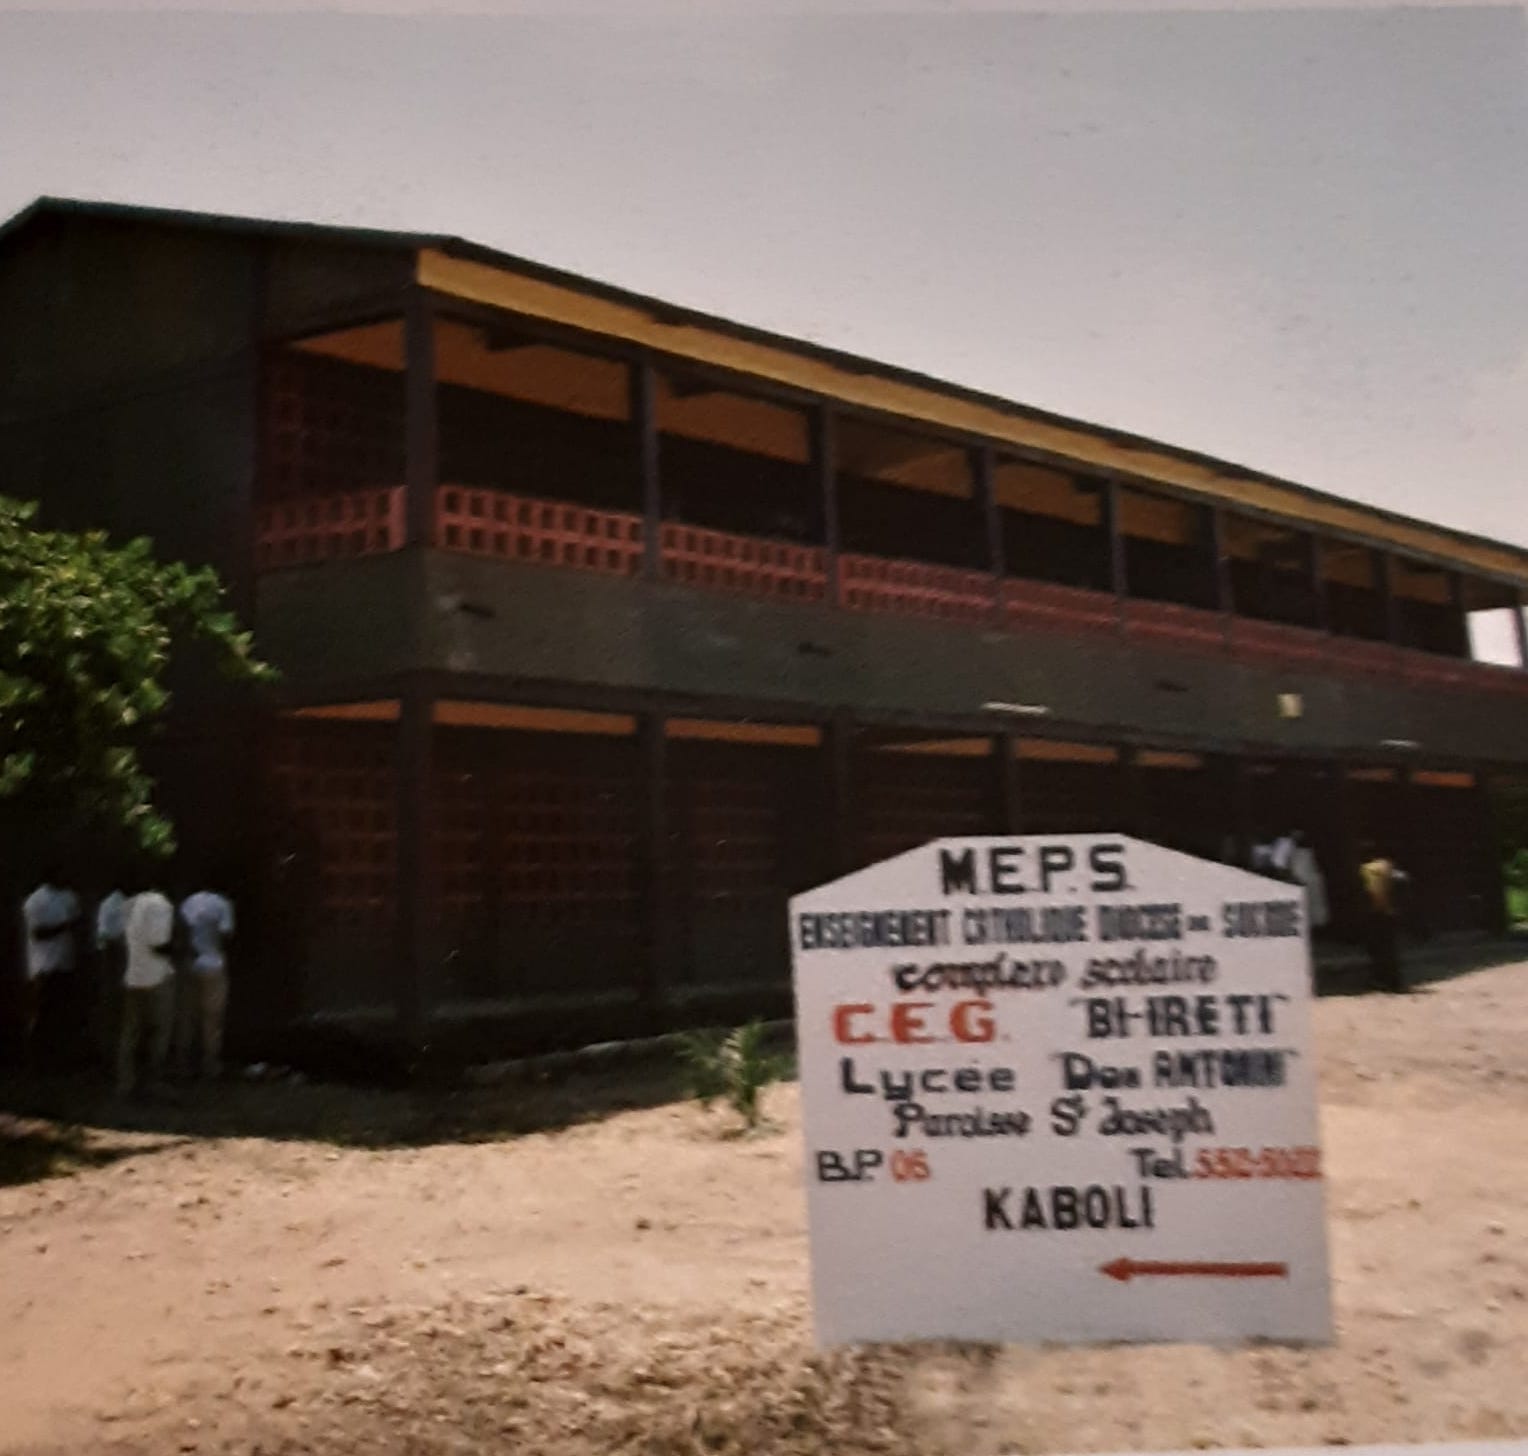 M.E.P.S.
ENSEIGNEMENT CATHOLIQUE DIOCESE DE SOKODE
complexe scolaire
C.E.G. "BI-IRETI"
Lycée "Don ANTONINI"
Paroisse St Joseph
B.P 06 Tel.
KABOLI